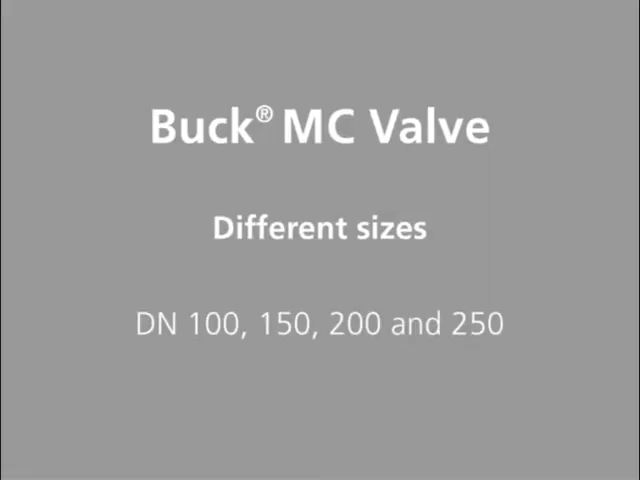 Buck® MC Valve
Different sizes
DN 100, 150, 200 and 250